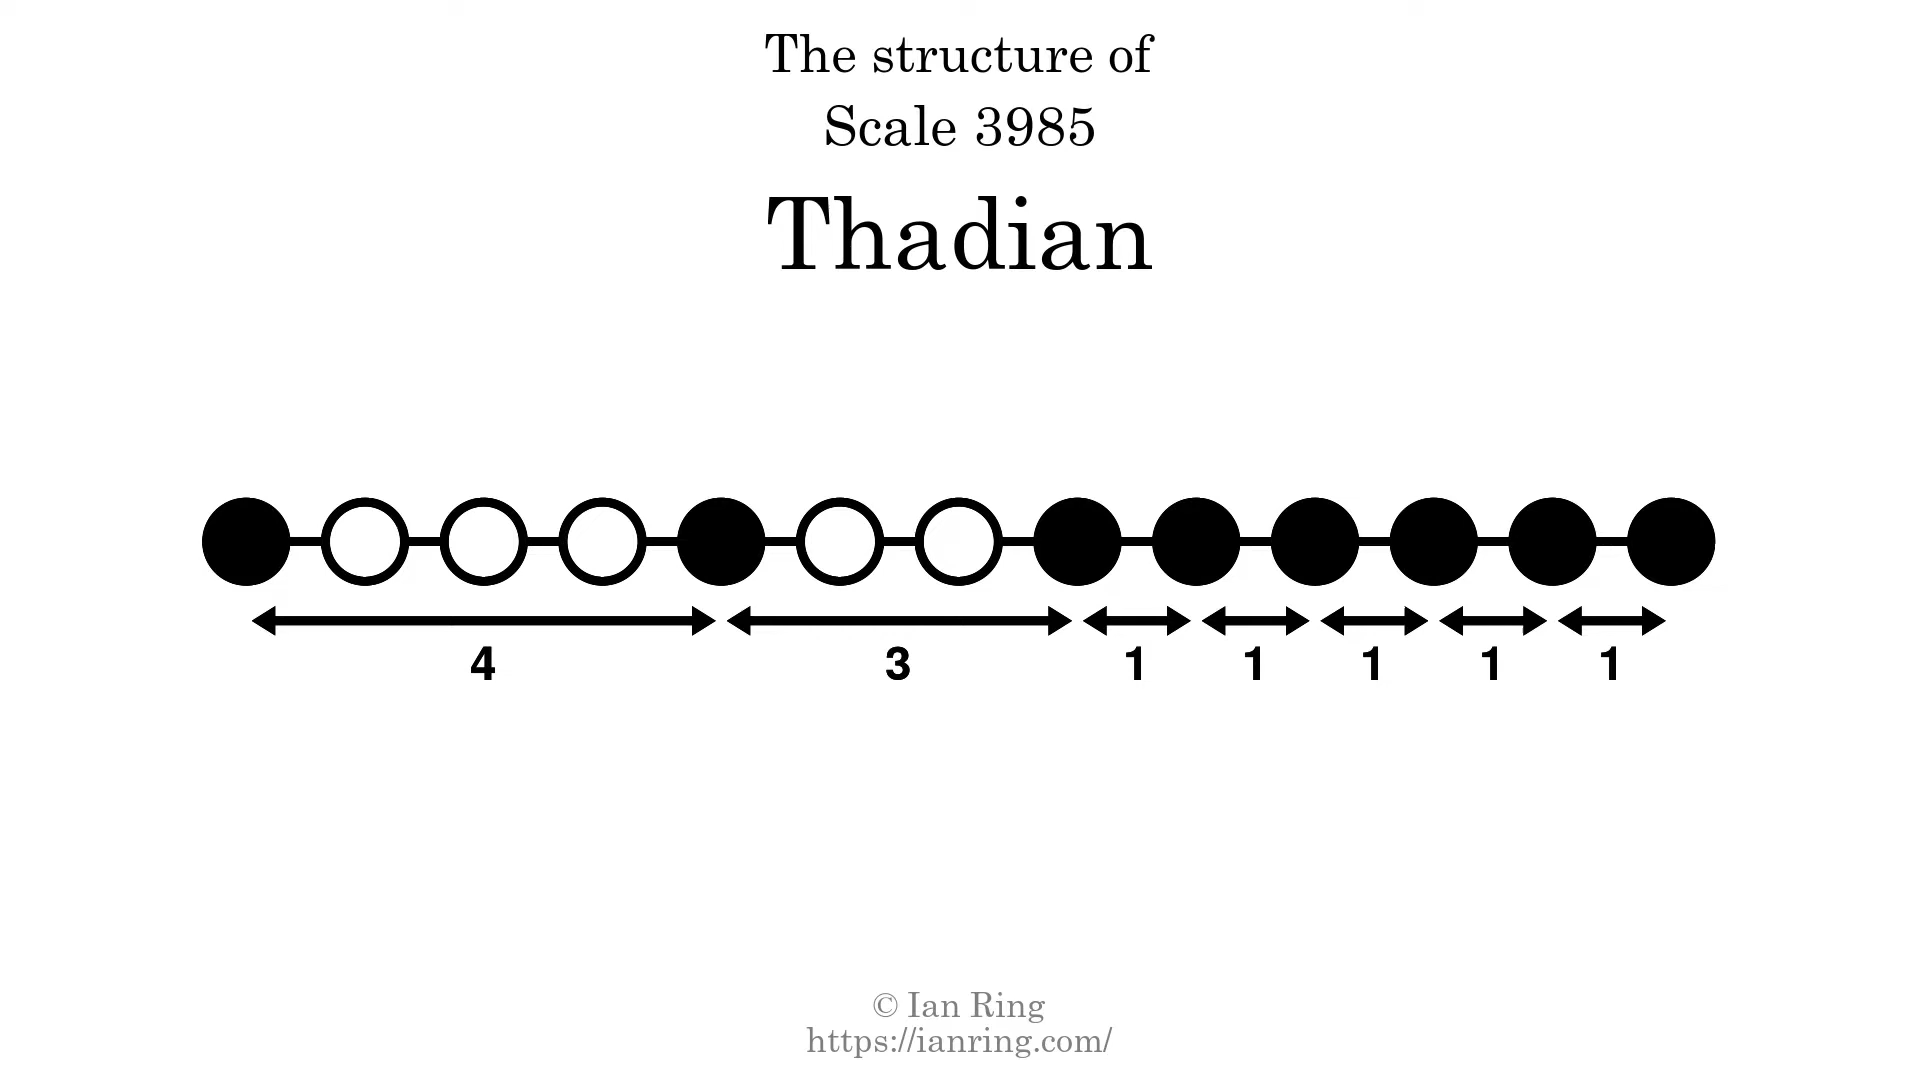 The structure of
Scale 3985
Thadian
4 3 1 1 1 1 1
© Ian Ring
https://ianring.com/